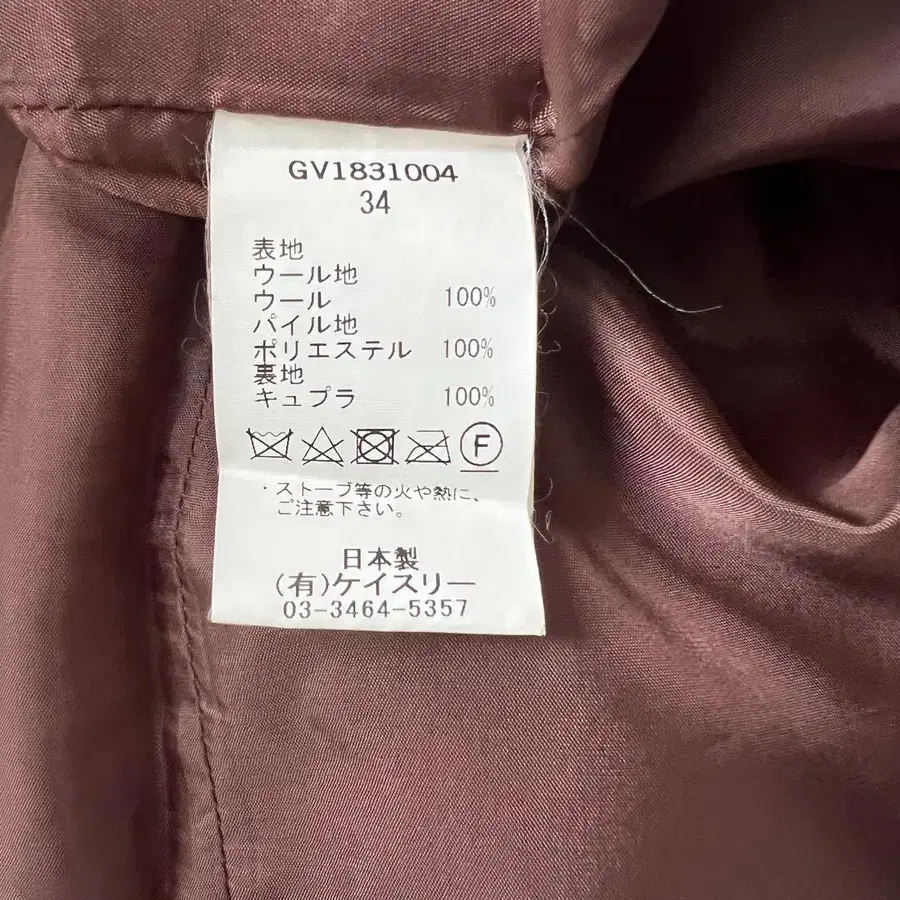 GV1831004
34
表地
ウール地
ウール 100%
パイル地
ポリエステル 100%
裏地
キュプラ 100%
F
・ストーブ等の火や熱に、
ご注意下さい。
日本製
(有)ケイスリー
03-3464-5357